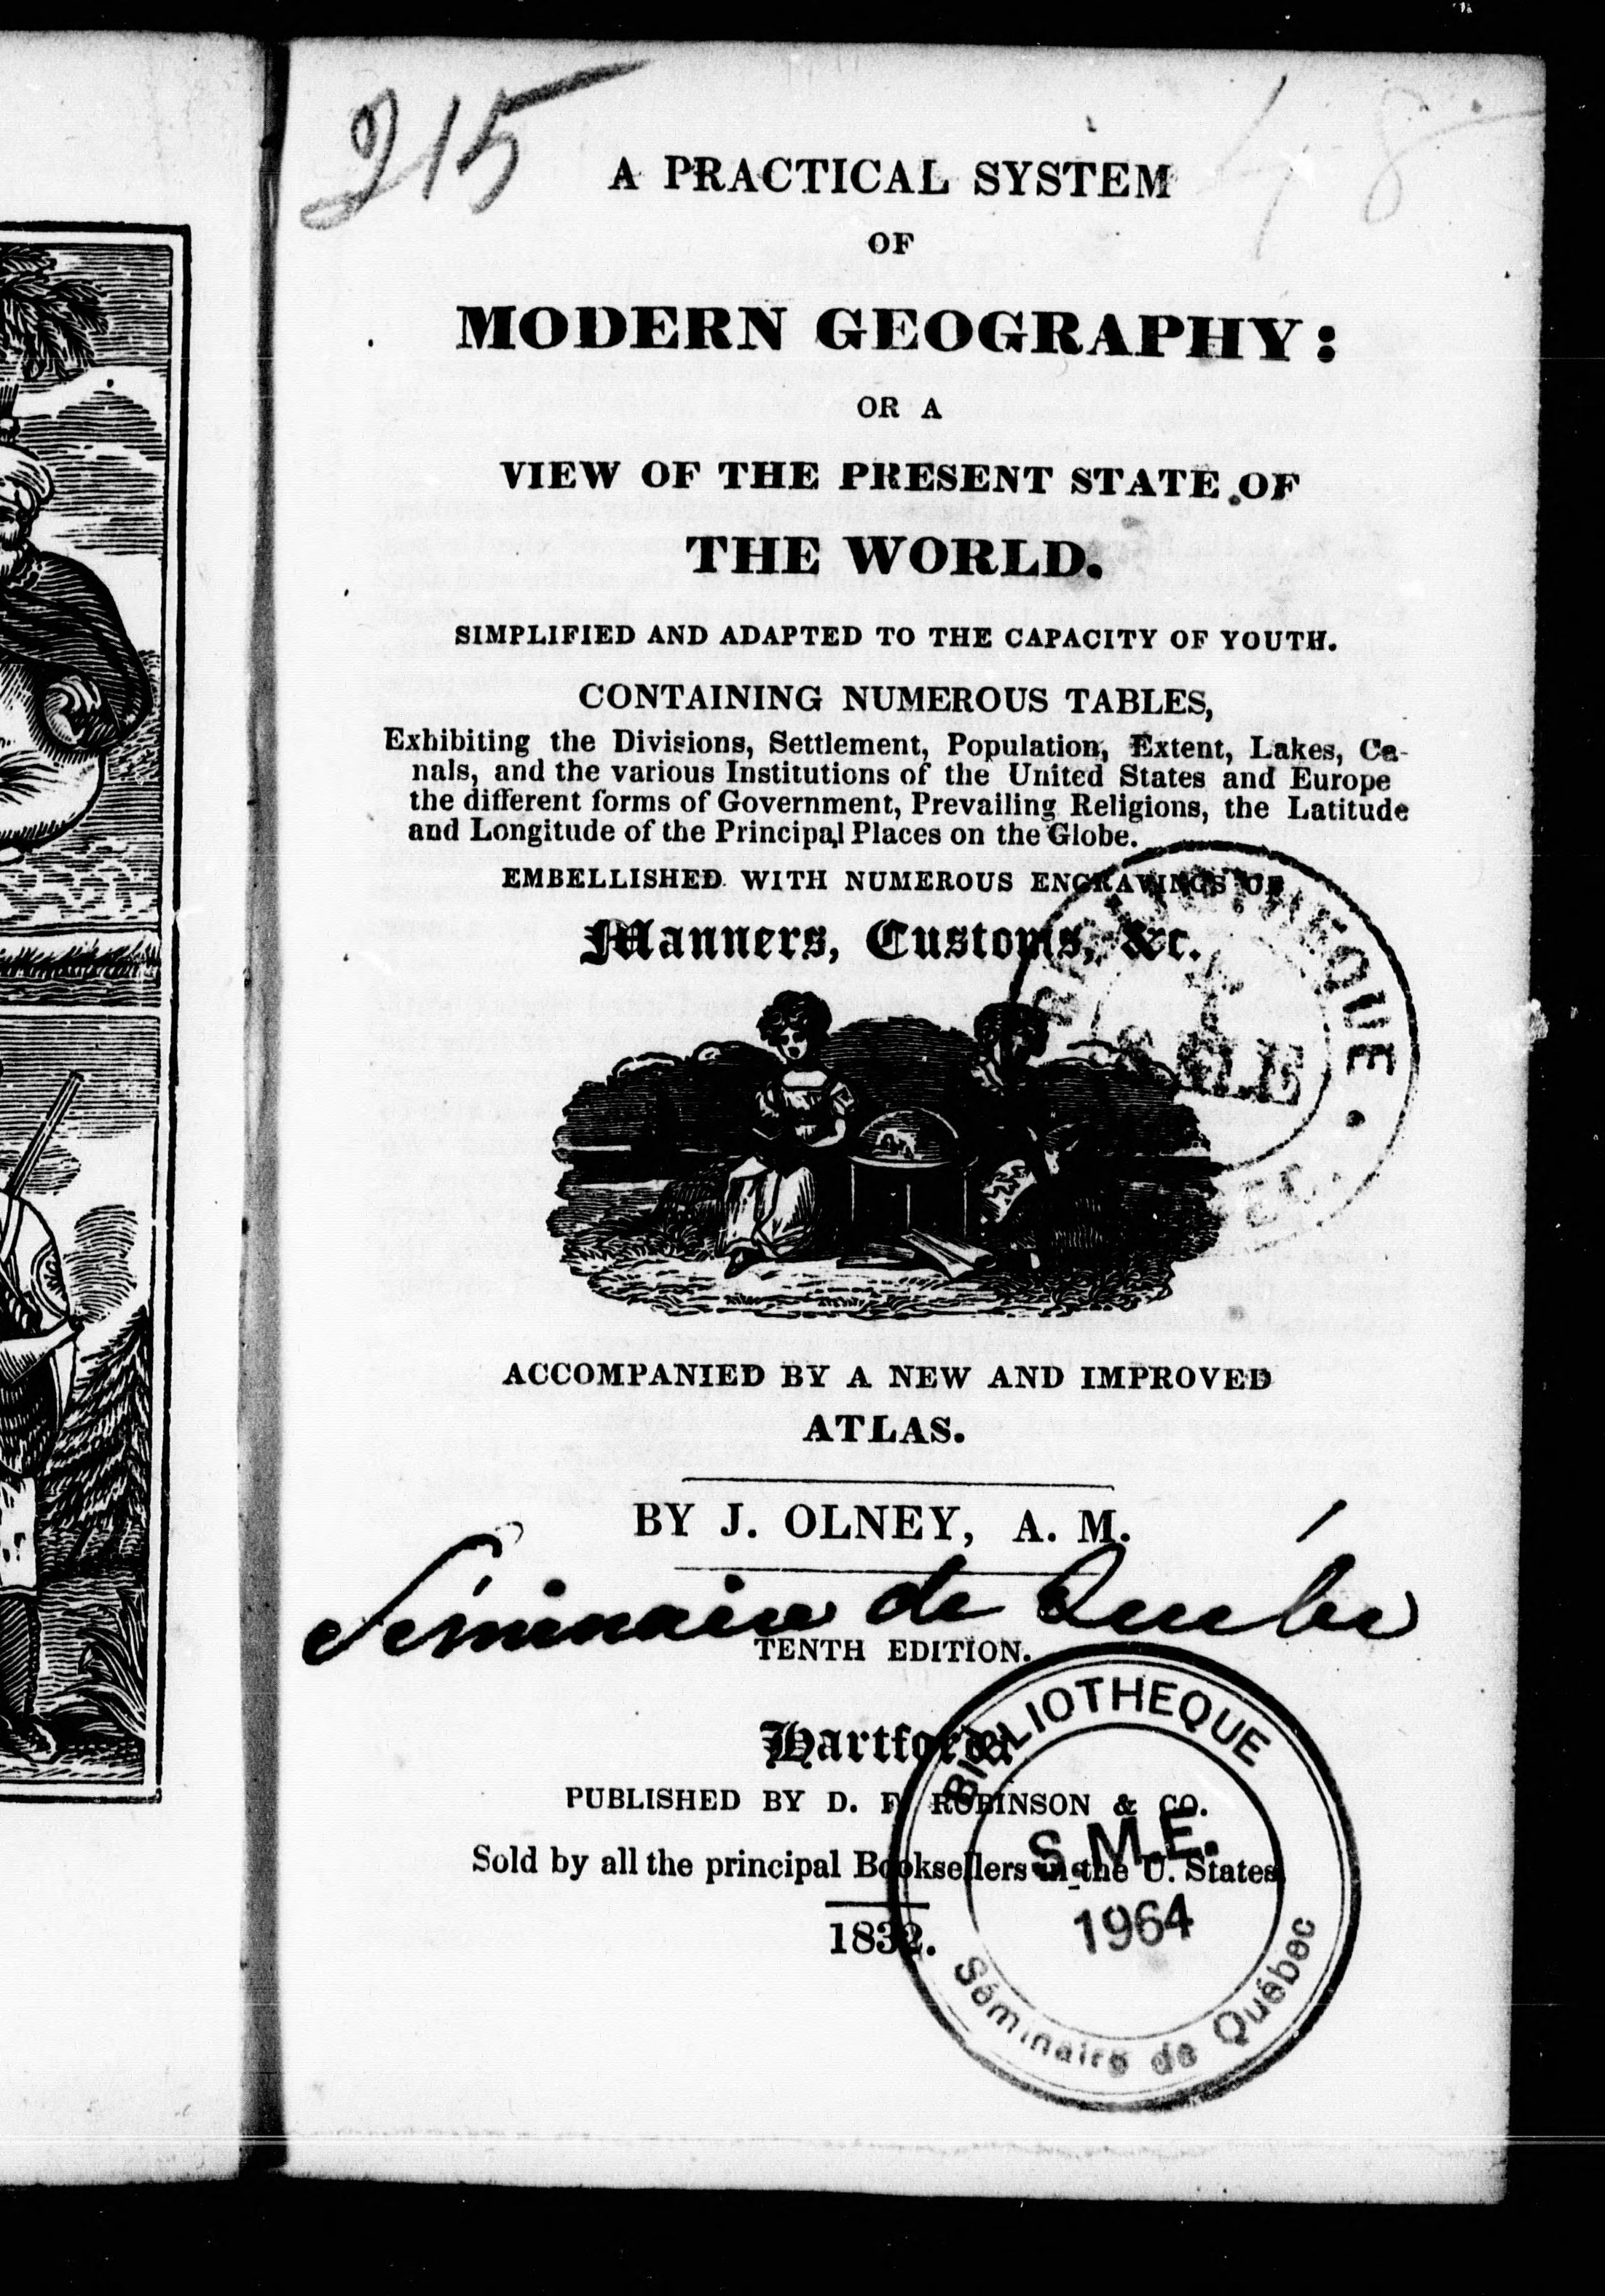 215
A PRACTICAL SYSTEM
OF
MODERN GEOGRAPHY:
OR A
VIEW OF THE PRESENT STATE OF
THE WORLD.
SIMPLIFIED AND ADAPTED TO THE CAPACITY OF YOUTH.
CONTAINING NUMEROUS TABLES,
Exhibiting the Divisions, Settlement, Population, Extent, Lakes, Ca-
nals, and the various Institutions of the United States and Europe
the different forms of Government, Prevailing Religions, the Latitude
and Longitude of the Principal Places on the Globe.
EMBELLISHED WITH NUMEROUS ENGRAVINGS OF
Manners, Customs, &c.
BIBLIOTHEQUE
ACCOMPANIED BY A NEW AND IMPROVED
ATLAS.
BY J. OLNEY, A. M.
Séminaire de Québec
TENTH EDITION.
Hartford:
PUBLISHED BY D. F. ROBINSON & CO.
Sold by all the principal Booksellers in the U. States
1832.
BIBLIOTHEQUE
S.M.E.
1964
Séminaire de Québec